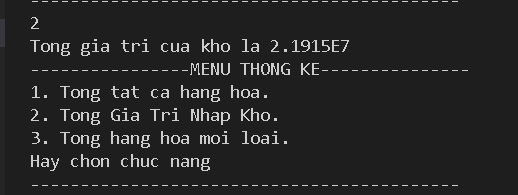 --------------------------------------------
2
Tong gia tri cua kho la 2.1915E7
----------------MENU THONG KE---------------
1. Tong tat ca hang hoa.
2. Tong Gia Tri Nhap Kho.
3. Tong hang hoa moi loai.
Hay chon chuc nang
--------------------------------------------